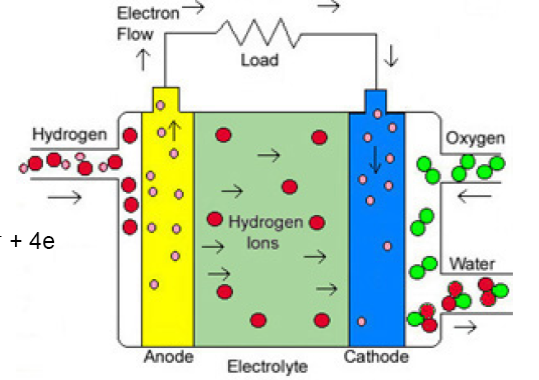 Electron
Flow
Load
Hydrogen
Oxygen
+ 4e
Hydrogen
Ions
Water
Anode
Cathode
Electrolyte